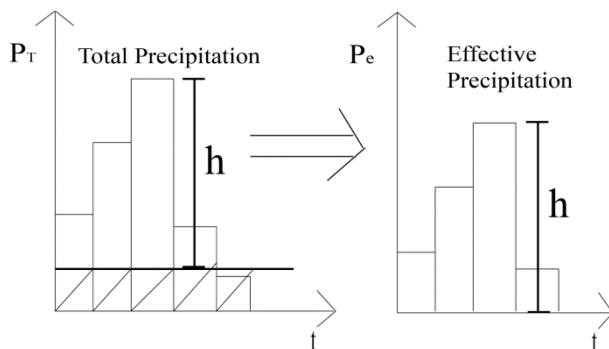 P_T
Total Precipitation
h
t
P_e
Effective
Precipitation
h
t